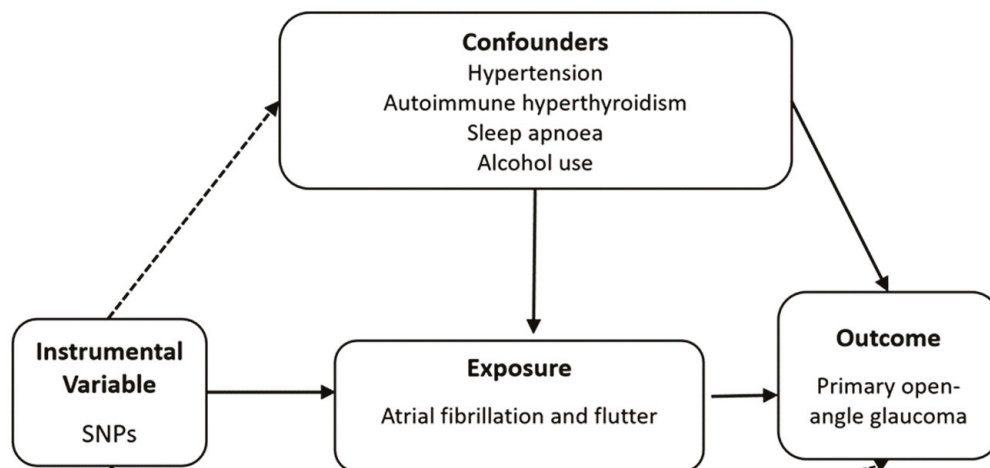 Confounders
Hypertension
Autoimmune hyperthyroidism
Sleep apnoea
Alcohol use
Instrumental
Variable
SNPs
Exposure
Atrial fibrillation and flutter
Outcome
Primary open-
angle glaucoma